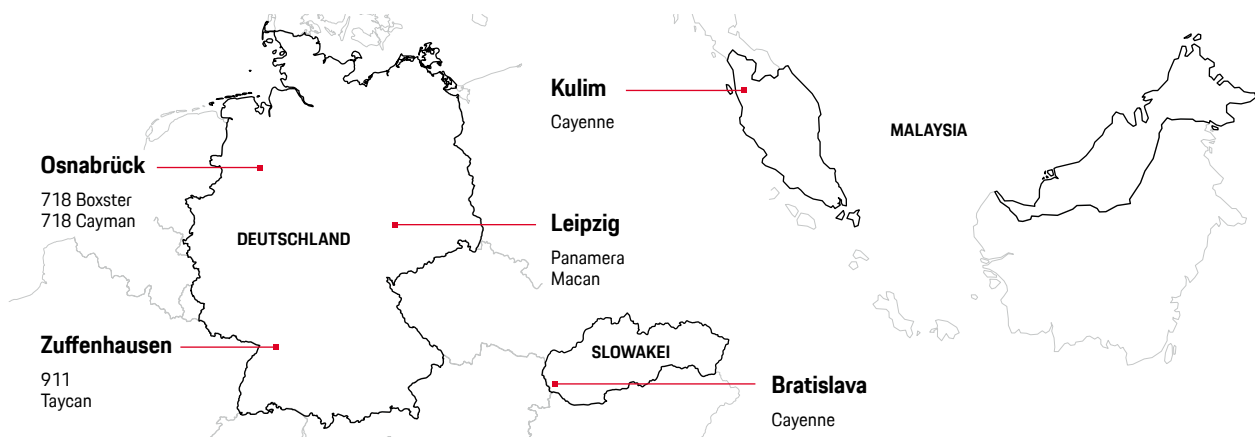 Osnabrück
718 Boxster
718 Cayman
DEUTSCHLAND
Zuffenhausen
911
Taycan
Leipzig
Panamera
Macan
Kulim
Cayenne
MALAYSIA
SLOWAKEI
Bratislava
Cayenne